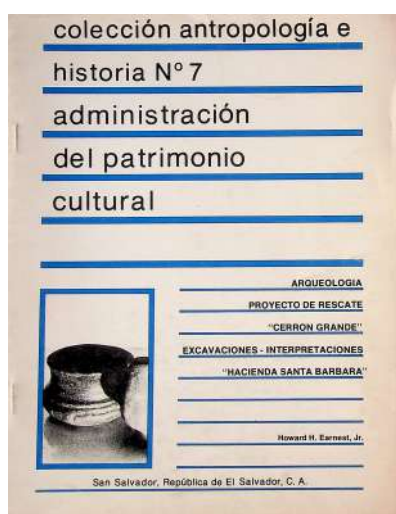 colección antropología e
historia Nº 7
administración
del patrimonio
cultural
ARQUEOLOGIA
PROYECTO DE RESCATE
"CERRON GRANDE"
EXCAVACIONES - INTERPRETACIONES
"HACIENDA SANTA BARBARA"
Howard H. Earnest, Jr.
San Salvador, República de El Salvador, C. A.